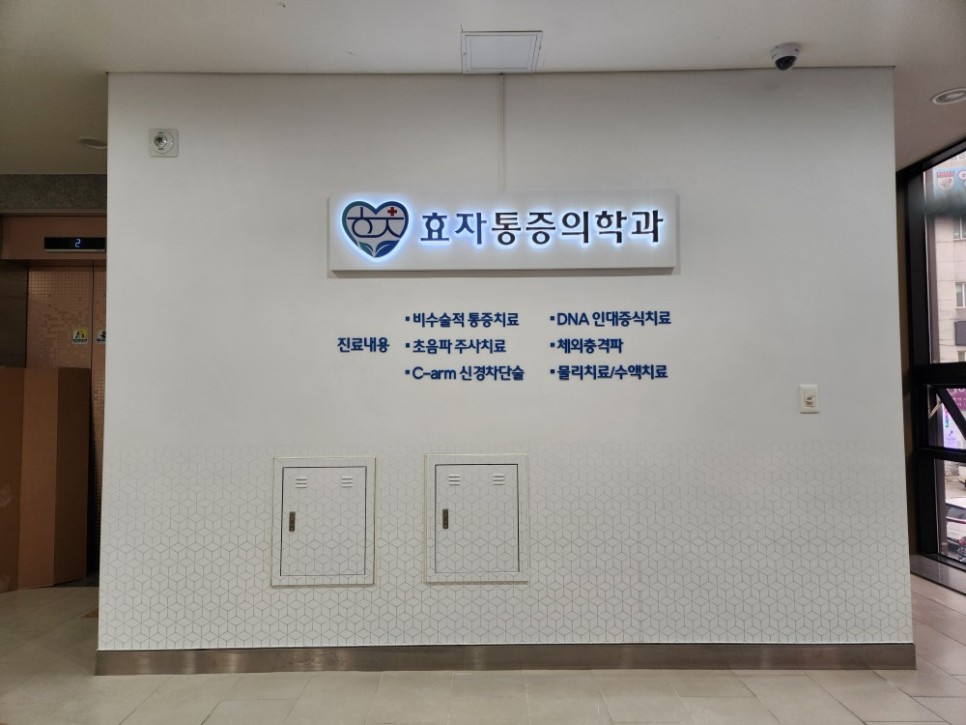 효자통증의학과
진료내용
▪비수술적 통증치료
▪초음파 주사치료
▪C-arm 신경차단술
▪DNA 인대증식치료
▪체외충격파
▪물리치료/수액치료
2